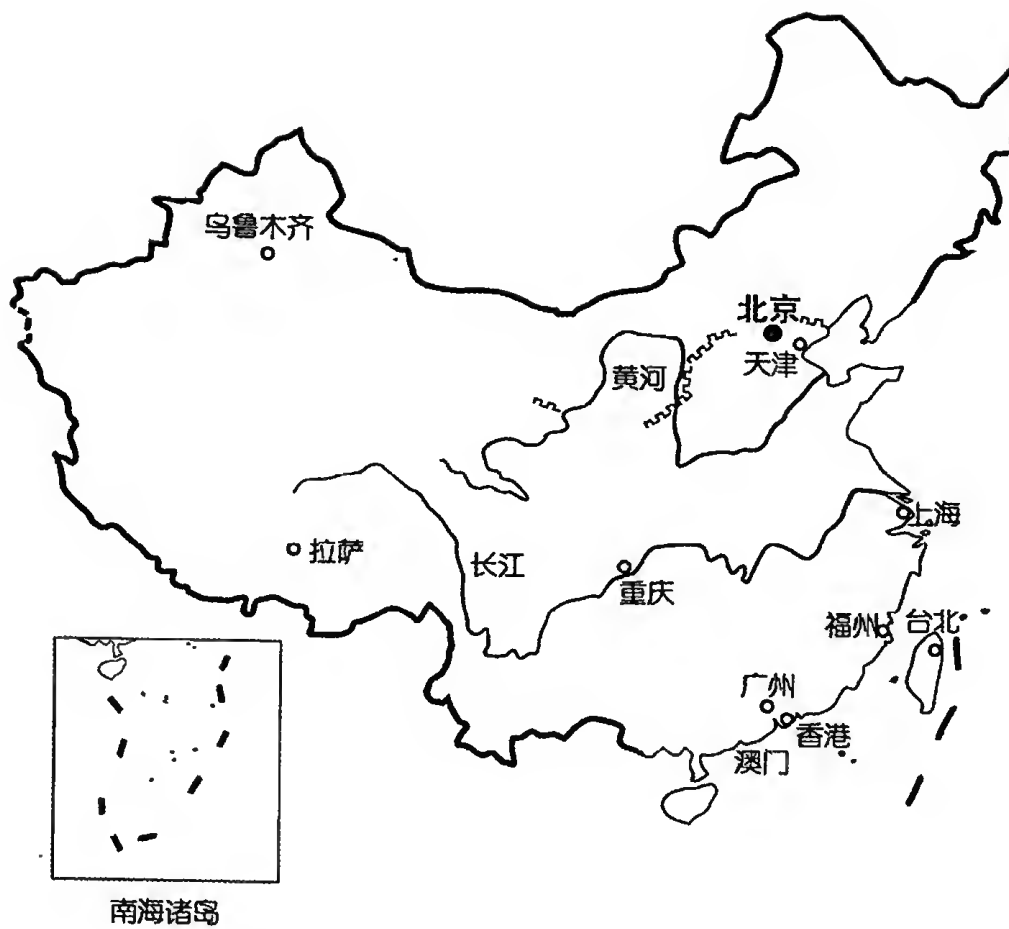 乌鲁木齐
北京
天津
黄河
上海
拉萨
长江
重庆
福州
台北
广州
香港
澳门
南海诸岛